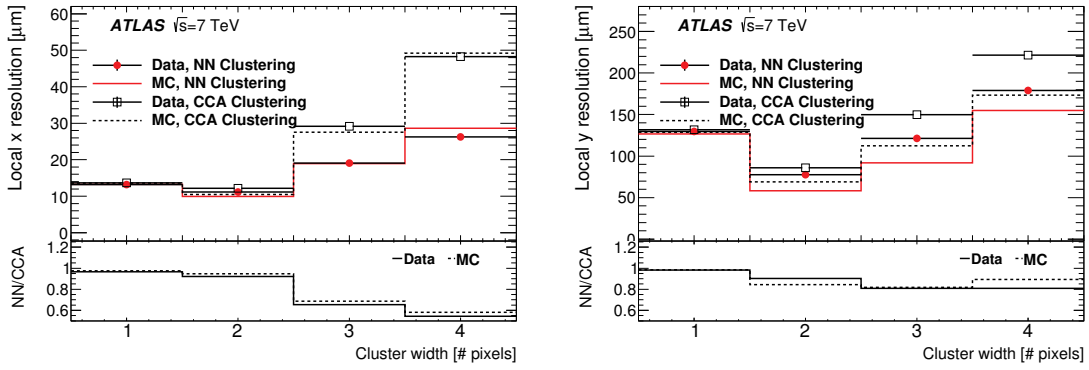 Local x resolution [μm]
60
50
40
30
20
10
0
ATLAS √s=7 TeV
Data, NN Clustering
MC, NN Clustering
Data, CCA Clustering
MC, CCA Clustering
NN/CCA
1.2
1
0.8
0.6
Data MC
1 2 3 4
Cluster width [# pixels]
Local y resolution [μm]
250
200
150
100
50
0
ATLAS √s=7 TeV
Data, NN Clustering
MC, NN Clustering
Data, CCA Clustering
MC, CCA Clustering
NN/CCA
1.2
1
0.8
0.6
Data MC
1 2 3 4
Cluster width [# pixels]